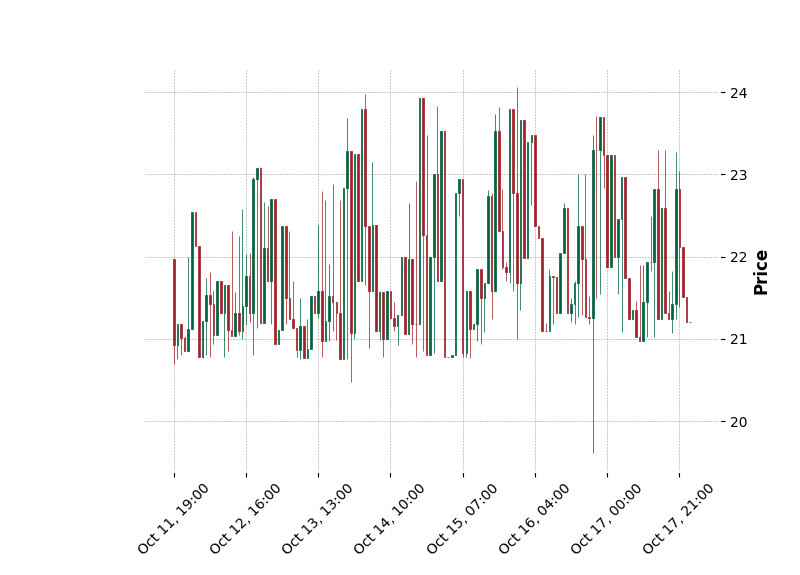 24
23
22
21
20
Price
Oct 11, 19:00
Oct 12, 16:00
Oct 13, 13:00
Oct 14, 10:00
Oct 15, 07:00
Oct 16, 04:00
Oct 17, 00:00
Oct 17, 21:00